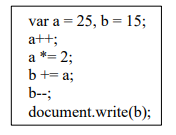 var a = 25, b = 15;
a++;
a *= 2;
b += a;
b--;
document.write(b);